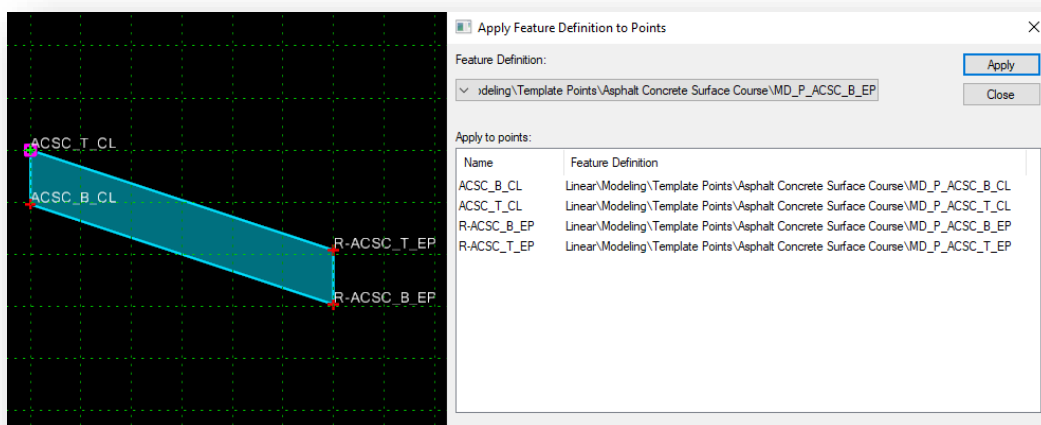 ACSC_T_CL
ACSC_B_CL
R-ACSC_T_EP
R-ACSC_B_EP
Apply Feature Definition to Points
Feature Definition:
Apply
odeling\Template Points\Asphalt Concrete Surface Course\MD_P_ACSC_B_EP
Close
Apply to points:
Name Feature Definition
ACSC_B_CL Linear\Modeling\Template Points\Asphalt Concrete Surface Course\MD_P_ACSC_B_CL
ACSC_T_CL Linear\Modeling\Template Points\Asphalt Concrete Surface Course\MD_P_ACSC_T_CL
R-ACSC_B_EP Linear\Modeling\Template Points\Asphalt Concrete Surface Course\MD_P_ACSC_B_EP
R-ACSC_T_EP Linear\Modeling\Template Points\Asphalt Concrete Surface Course\MD_P_ACSC_T_EP